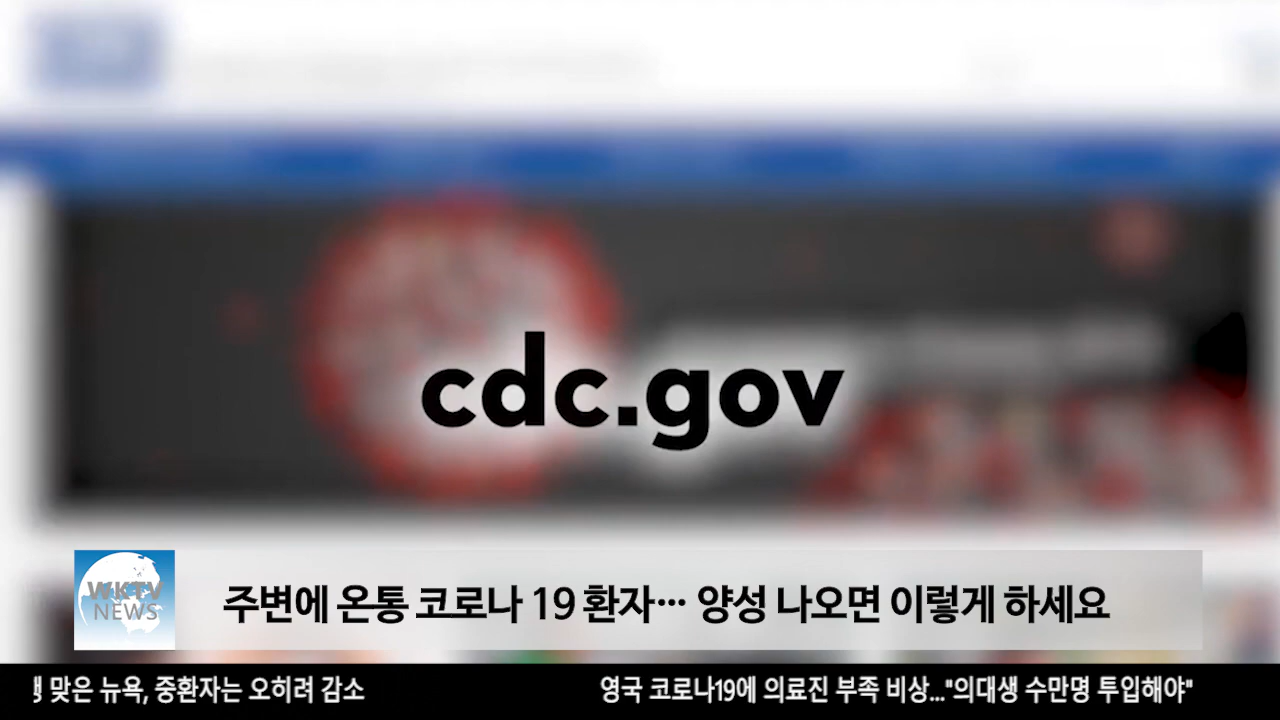 cdc.gov
WKTV
NEWS
주변에 온통 코로나 19 환자… 양성 나오면 이렇게 하세요
맞은 뉴욕, 중환자는 오히려 감소
영국 코로나19에 의료진 부족 비상..."의대생 수만명 투입해야"